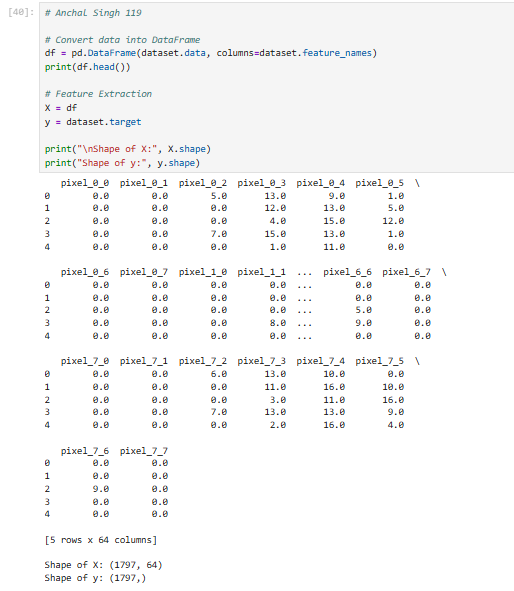 [40]: # Anchal Singh 119
# Convert data into DataFrame
df = pd.DataFrame(dataset.data, columns=dataset.feature_names)
print(df.head())
# Feature Extraction
X = df
y = dataset.target
print("\nShape of X:", X.shape)
print("Shape of y:", y.shape)
pixel_0_0 pixel_0_1 pixel_0_2 pixel_0_3 pixel_0_4 pixel_0_5 \
0 0.0 0.0 5.0 13.0 9.0 1.0
1 0.0 0.0 0.0 12.0 13.0 5.0
2 0.0 0.0 0.0 4.0 15.0 12.0
3 0.0 0.0 7.0 15.0 13.0 1.0
4 0.0 0.0 0.0 1.0 11.0 0.0
pixel_0_6 pixel_0_7 pixel_1_0 pixel_1_1 ... pixel_6_6 pixel_6_7 \
0 0.0 0.0 0.0 0.0 ... 0.0 0.0
1 0.0 0.0 0.0 0.0 ... 0.0 0.0
2 0.0 0.0 0.0 0.0 ... 5.0 0.0
3 0.0 0.0 0.0 8.0 ... 9.0 0.0
4 0.0 0.0 0.0 0.0 ... 0.0 0.0
pixel_7_0 pixel_7_1 pixel_7_2 pixel_7_3 pixel_7_4 pixel_7_5 \
0 0.0 0.0 6.0 13.0 10.0 0.0
1 0.0 0.0 0.0 11.0 16.0 10.0
2 0.0 0.0 0.0 3.0 11.0 16.0
3 0.0 0.0 7.0 13.0 13.0 9.0
4 0.0 0.0 0.0 2.0 16.0 4.0
pixel_7_6 pixel_7_7
0 0.0 0.0
1 0.0 0.0
2 9.0 0.0
3 0.0 0.0
4 0.0 0.0
[5 rows x 64 columns]
Shape of X: (1797, 64)
Shape of y: (1797,)